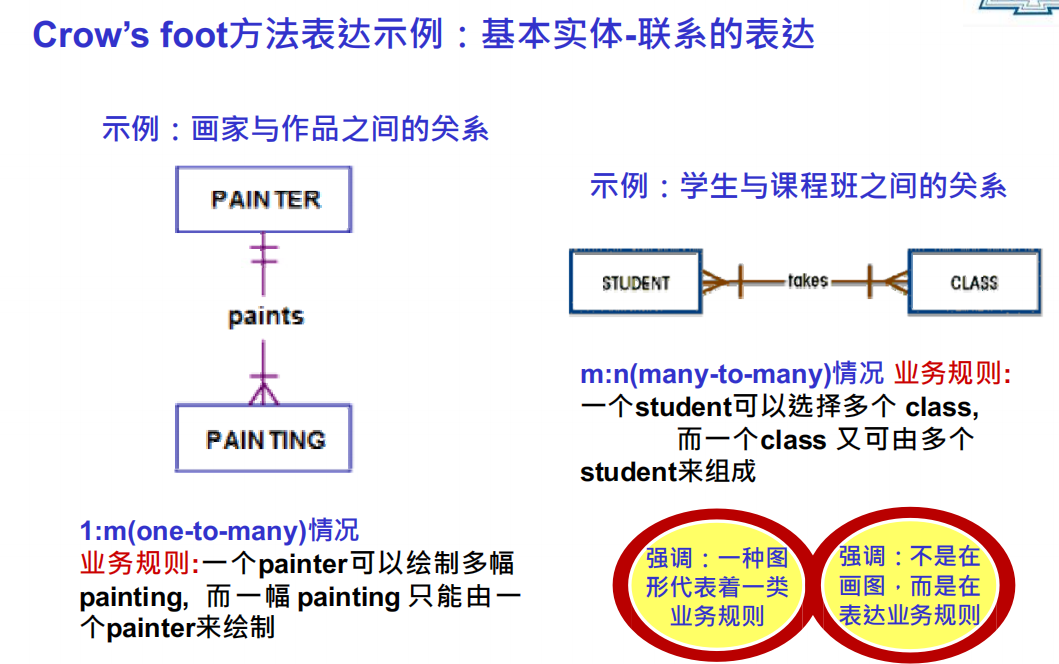 Crow’s foot方法表达示例：基本实体-联系的表达
示例：画家与作品之间的关系
PAINTER
paints
PAINTING
1:m(one-to-many)情况
业务规则:一个painter可以绘制多幅
painting, 而一幅 painting 只能由一
个painter来绘制
示例：学生与课程班之间的关系
STUDENT
takes
CLASS
m:n(many-to-many)情况 业务规则:
一个student可以选择多个 class,
而一个class 又可由多个
student来组成
强调：一种图
形代表着一类
业务规则
强调：不是在
画图，而是在
表达业务规则